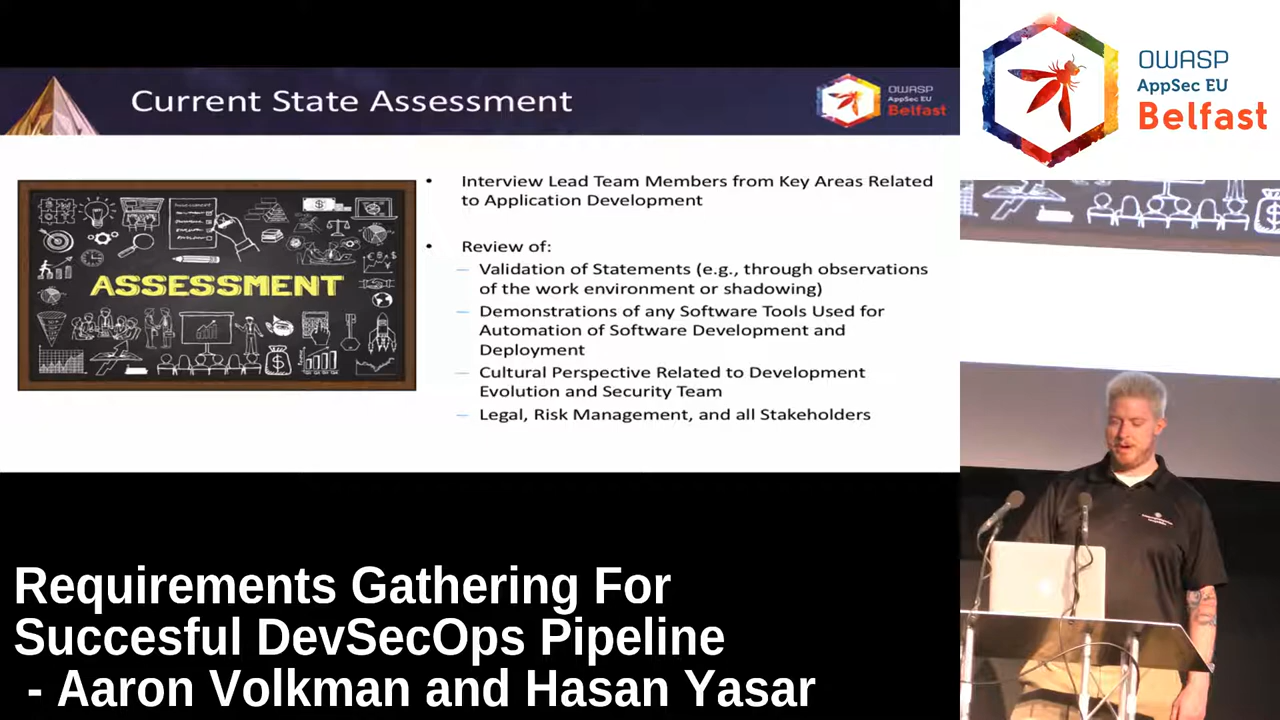 Current State Assessment
OWASP
AppSec EU
Belfast
OWASP
AppSec EU
Belfast
ASSESSMENT
• Interview Lead Team Members from Key Areas Related
to Application Development
• Review of:
– Validation of Statements (e.g., through observations
of the work environment or shadowing)
– Demonstrations of any Software Tools Used for
Automation of Software Development and
Deployment
– Cultural Perspective Related to Development
Evolution and Security Team
– Legal, Risk Management, and all Stakeholders
Requirements Gathering For
Succesful DevSecOps Pipeline
- Aaron Volkman and Hasan Yasar